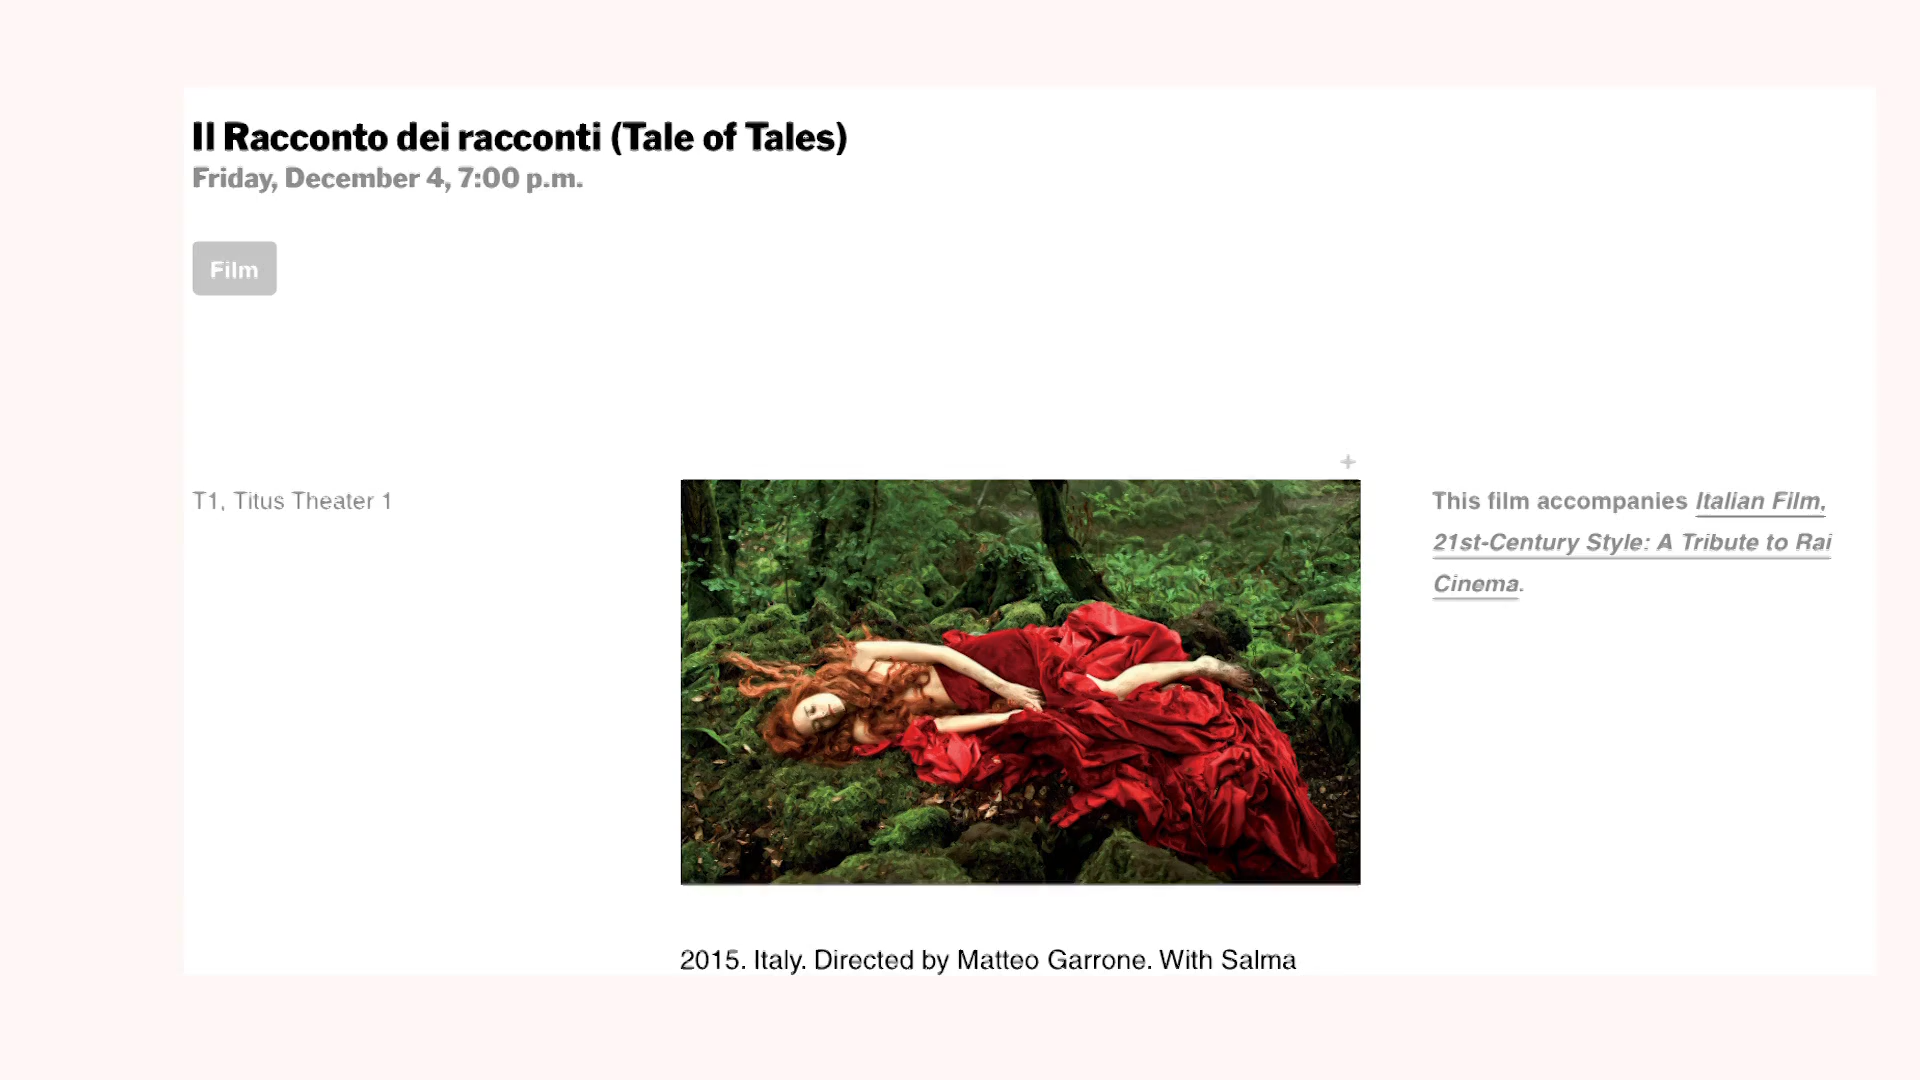 Il Racconto dei racconti (Tale of Tales)
Friday, December 4, 7:00 p.m.
Film
T1, Titus Theater 1
This film accompanies Italian Film,
21st-Century Style: A Tribute to Rai
Cinema.
2015. Italy. Directed by Matteo Garrone. With Salma